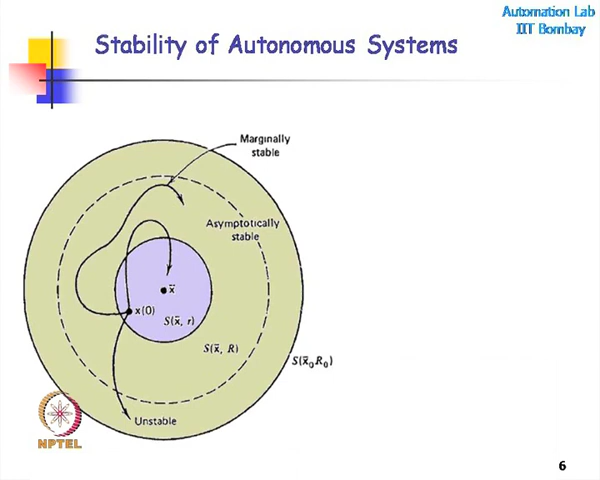 Automation Lab
IIT Bombay
Stability of Autonomous Systems
Marginally
stable
Asymptotically
stable
x̄
x(0)
S(x̄, r)
S(x̄, R)
S(x̄₀R₀)
Unstable
NPTEL
6